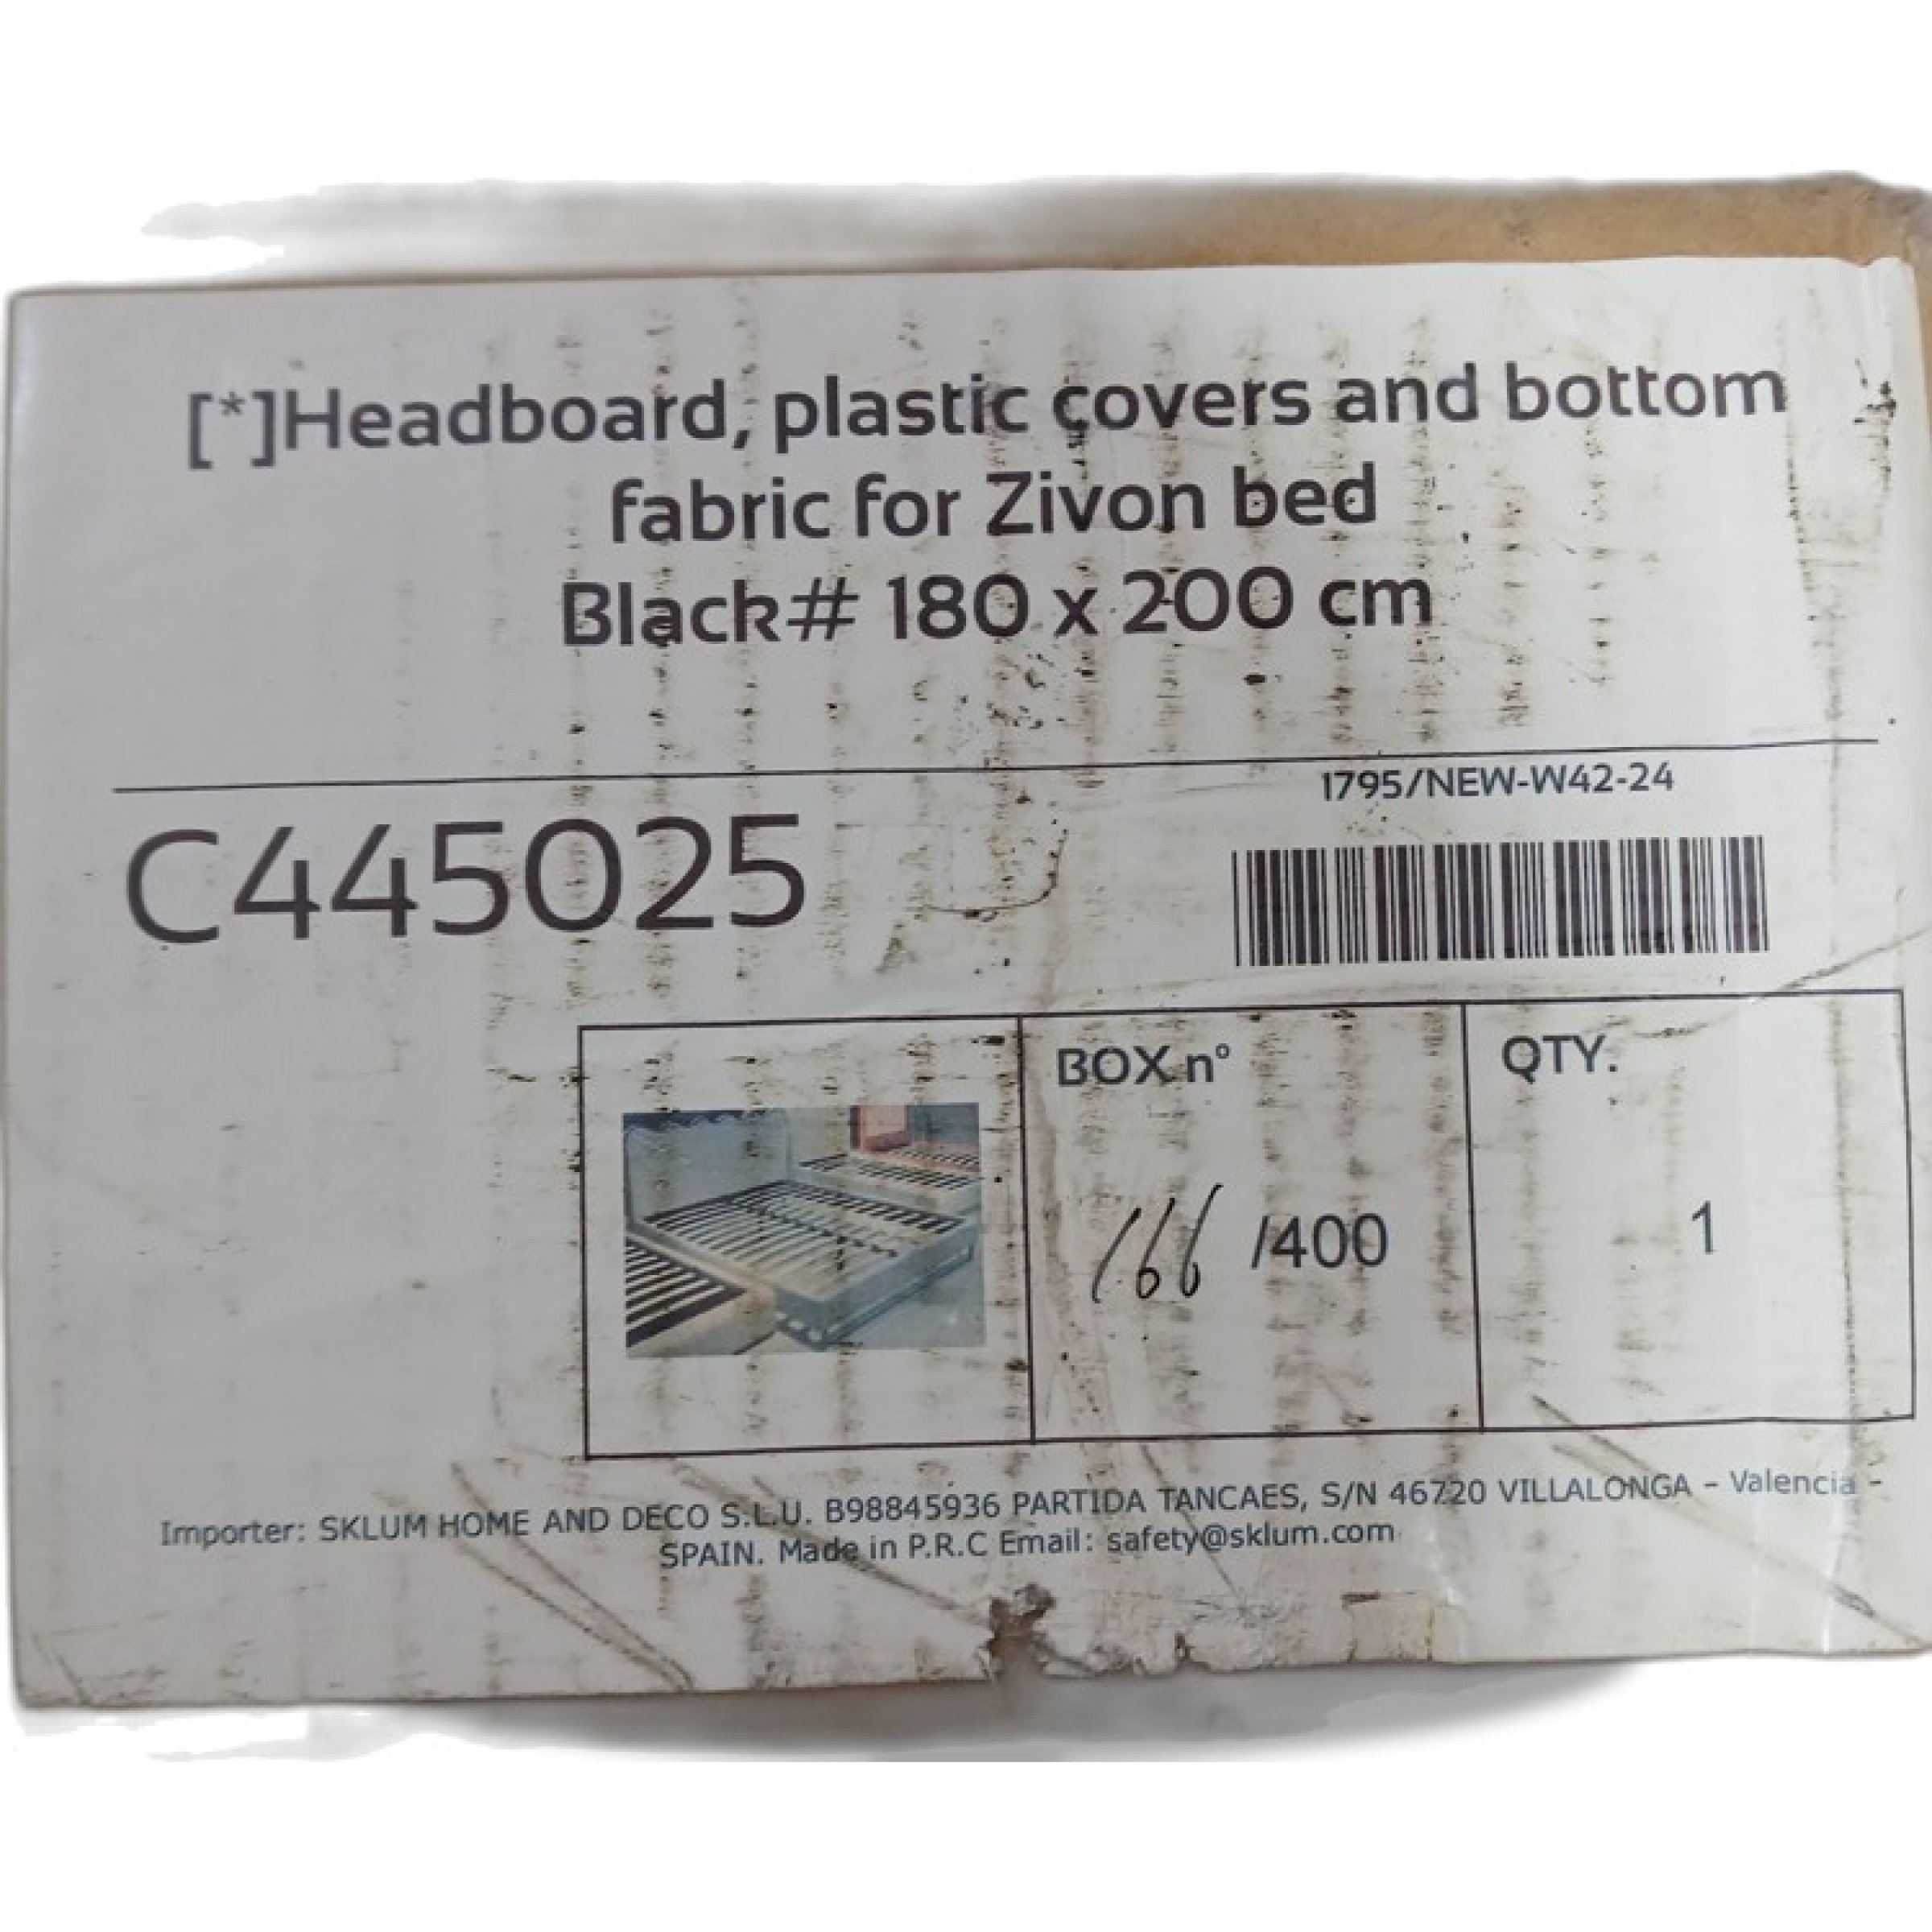 [*]Headboard, plastic covers and bottom
fabric for Zivon bed
Black# 180 x 200 cm
1795/NEW-W42-24
C445025
BOX nº
QTY.
166 /400
1
Importer: SKLUM HOME AND DECO S.L.U. B98845936 PARTIDA TANCAES, S/N 46720 VILLALONGA – Valencia –
SPAIN. Made in P.R.C Email: safety@sklum.com